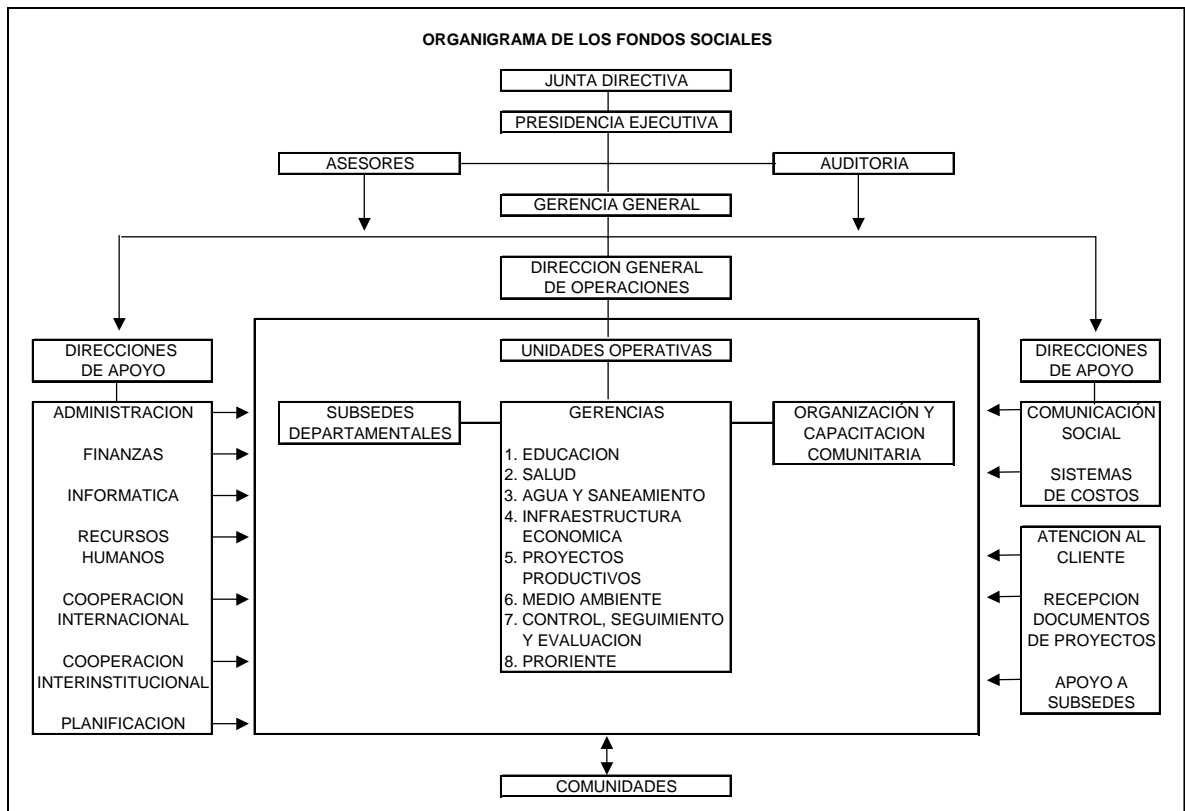 ORGANIGRAMA DE LOS FONDOS SOCIALES
JUNTA DIRECTIVA
PRESIDENCIA EJECUTIVA
ASESORES
AUDITORIA
GERENCIA GENERAL
DIRECCION GENERAL
DE OPERACIONES
DIRECCIONES
DE APOYO
ADMINISTRACION
FINANZAS
INFORMATICA
RECURSOS
HUMANOS
COOPERACION
INTERNACIONAL
COOPERACION
INTERINSTITUCIONAL
PLANIFICACION
UNIDADES OPERATIVAS
SUBSEDES
DEPARTAMENTALES
GERENCIAS
1. EDUCACION
2. SALUD
3. AGUA Y SANEAMIENTO
4. INFRAESTRUCTURA
ECONOMICA
5. PROYECTOS
PRODUCTIVOS
6. MEDIO AMBIENTE
7. CONTROL, SEGUIMIENTO
Y EVALUACION
8. PRORIENTE
ORGANIZACIÓN Y
CAPACITACION
COMUNITARIA
DIRECCIONES
DE APOYO
COMUNICACIÓN
SOCIAL
SISTEMAS
DE COSTOS
ATENCION AL
CLIENTE
RECEPCION
DOCUMENTOS
DE PROYECTOS
APOYO A
SUBSEDES
COMUNIDADES